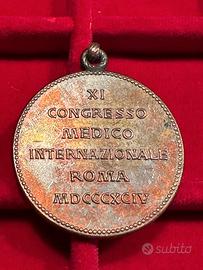 XI
CONGRESSO
MEDICO
INTERNAZIONALE
ROMA
MDCCCXCIV
subito